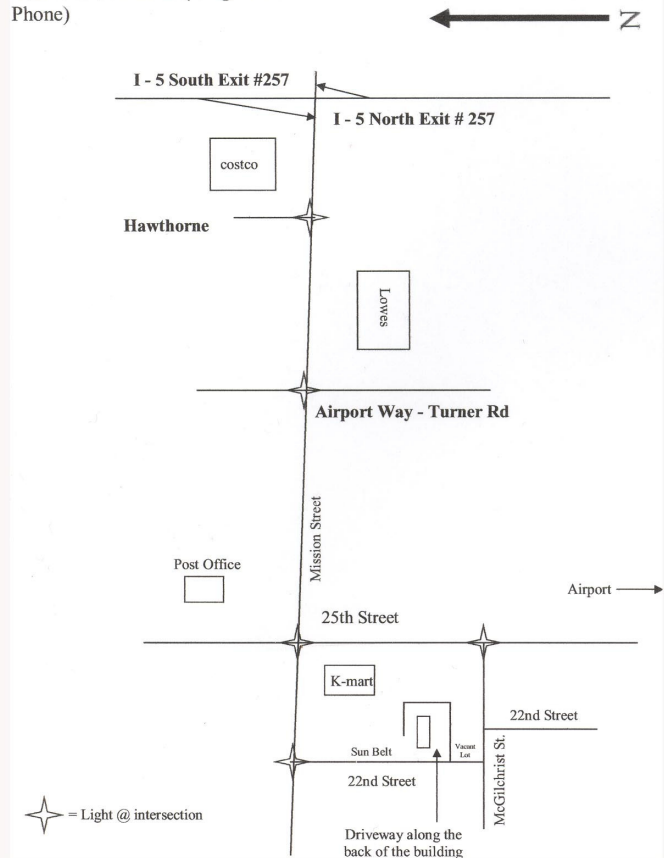 Phone)
N
I - 5 South Exit #257
I - 5 North Exit # 257
costco
Hawthorne
Lowes
Airport Way - Turner Rd
Mission Street
Post Office
Airport
25th Street
K-mart
22nd Street
Sun Belt
Vacant
Lot
22nd Street
McGilchrist St.
= Light @ intersection
Driveway along the
back of the building